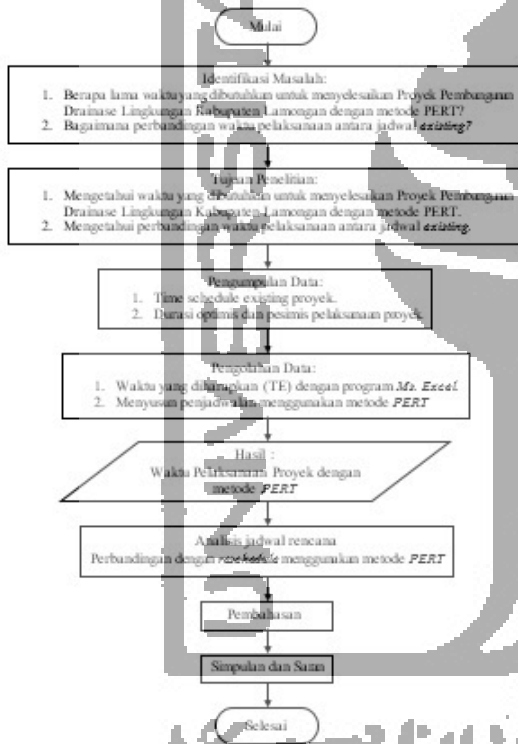 Mulai
Identifikasi Masalah:
1. Berapa lama waktu yang dibutuhkan untuk menyelesaikan Proyek Pembangunan
Drainase Lingkungan Kabupaten Lamongan dengan metode PERT?
2. Bagaimana perbandingan waktu pelaksanaan antara jadwal existing?
Tujuan Penelitian:
1. Mengetahui waktu yang dibutuhkan untuk menyelesaikan Proyek Pembangunan
Drainase Lingkungan Kabupaten Lamongan dengan metode PERT.
2. Mengetahui perbandingan waktu pelaksanaan antara jadwal existing.
Pengumpulan Data:
1. Time schedule existing proyek.
2. Durasi optimis dan pesimis pelaksanaan proyek
Pengolahan Data:
1. Waktu yang diharapkan (TE) dengan program Ms. Excel.
2. Menyusun penjadwalan menggunakan metode PERT
Hasil :
Waktu Pelaksanaan Proyek dengan
metode PERT
Analisis jadwal rencana
Perbandingan dengan reschedule menggunakan metode PERT
Pembahasan
Simpulan dan Saran
Selesai